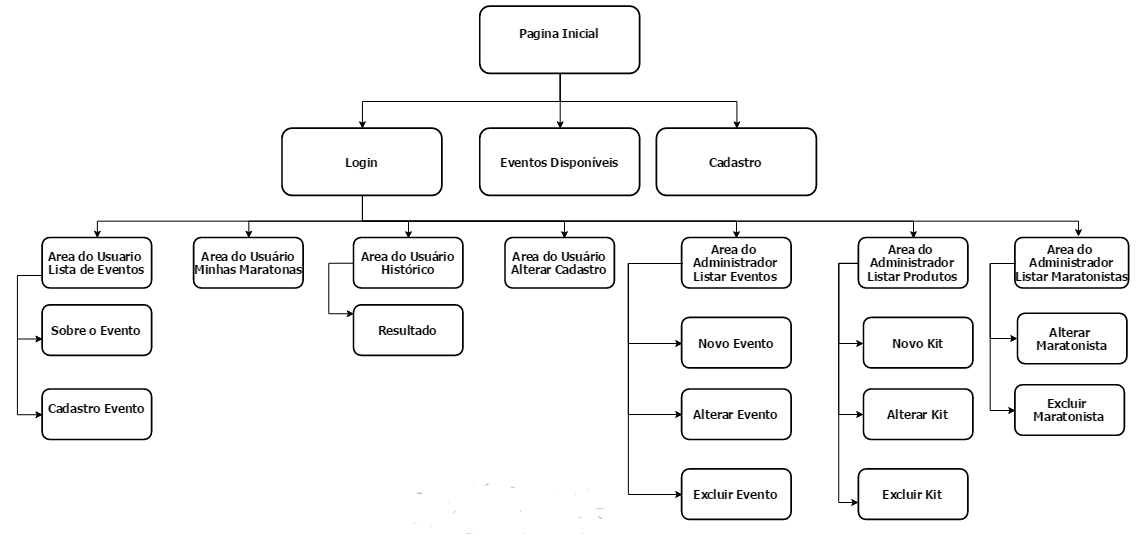 Pagina Inicial
Login
Eventos Disponíveis
Cadastro
Area do Usuario
Lista de Eventos
Area do Usuário
Minhas Maratonas
Area do Usuário
Histórico
Area do Usuário
Alterar Cadastro
Area do
Administrador
Listar Eventos
Area do
Administrador
Listar Produtos
Area do
Administrador
Listar Maratonistas
Sobre o Evento
Resultado
Novo Evento
Novo Kit
Alterar
Maratonista
Cadastro Evento
Alterar Evento
Alterar Kit
Excluir
Maratonista
Excluir Evento
Excluir Kit